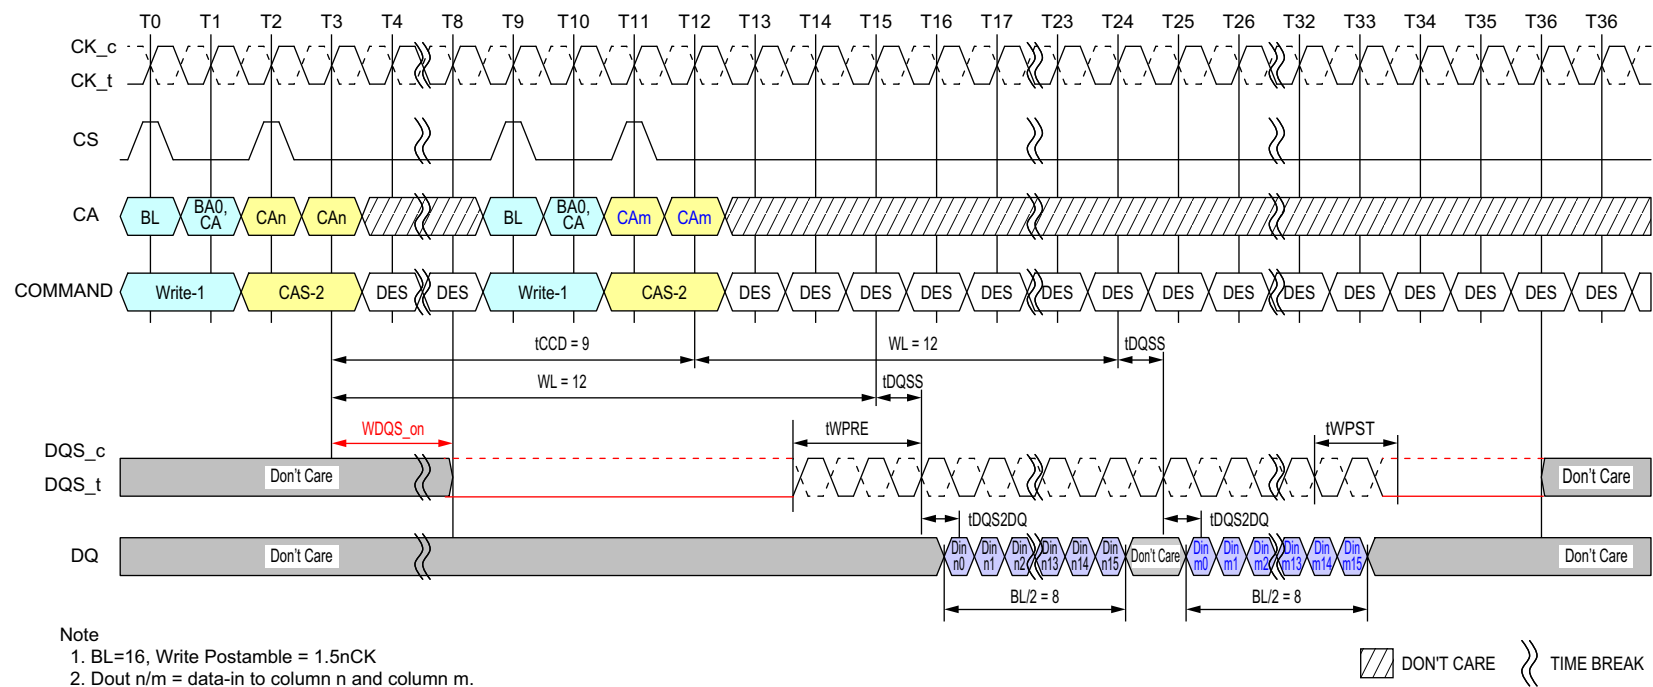 T0 T1 T2 T3 T4 T8 T9 T10 T11 T12 T13 T14 T15 T16 T17 T23 T24 T25 T26 T32 T33 T34 T35 T36 T36
CK_c
CK_t
CS
CA BL BA0, CA CAn CAn BL BA0, CA CAm CAm
COMMAND Write-1 CAS-2 DES DES Write-1 CAS-2 DES DES DES DES DES DES DES DES DES DES DES DES DES DES DES
tCCD = 9 WL = 12 tDQSS
WL = 12 tDQSS
WDQS_on tWPRE tWPST
DQS_c
DQS_t Don't Care Don't Care
tDQS2DQ tDQS2DQ
DQ Don't Care Din n0 Din n1 Din n2 Din n13 Din n14 Din n15 Don't Care Din m0 Din m1 Din m2 Din m13 Din m14 Din m15 Don't Care
BL/2 = 8 BL/2 = 8
Note
1. BL=16, Write Postamble = 1.5nCK
2. Dout n/m = data-in to column n and column m.
DON'T CARE TIME BREAK